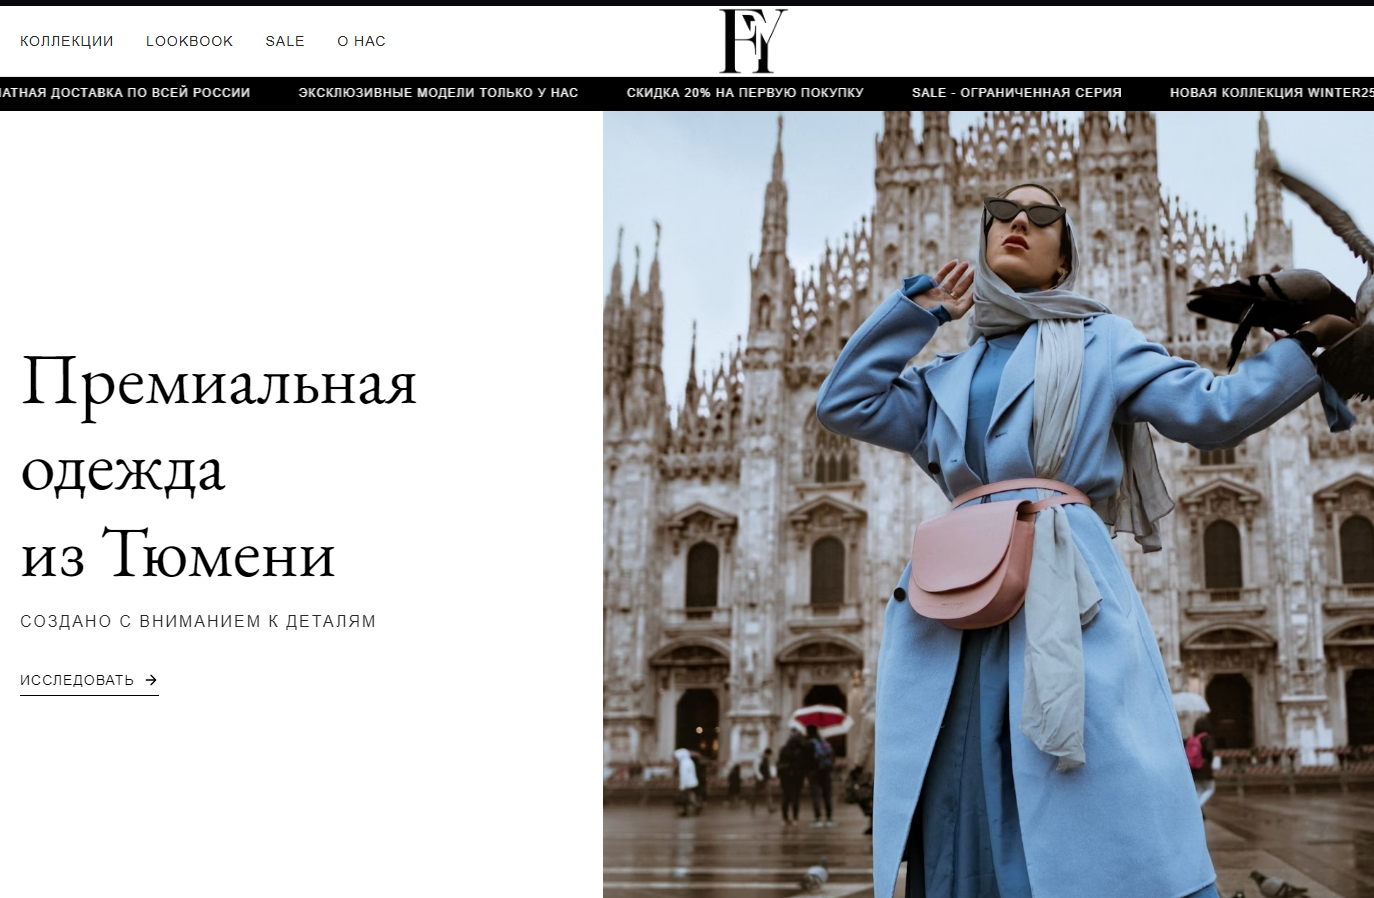 КОЛЛЕКЦИИ LOOKBOOK SALE О НАС FY
ДОСТАВКА ПО ВСЕЙ РОССИИ ЭКСКЛЮЗИВНЫЕ МОДЕЛИ ТОЛЬКО У НАС СКИДКА 20% НА ПЕРВУЮ ПОКУПКУ SALE - ОГРАНИЧЕННАЯ СЕРИЯ НОВАЯ КОЛЛЕКЦИЯ WINTER25
Премиальная
одежда
из Тюмени
СОЗДАНО С ВНИМАНИЕМ К ДЕТАЛЯМ
ИССЛЕДОВАТЬ →